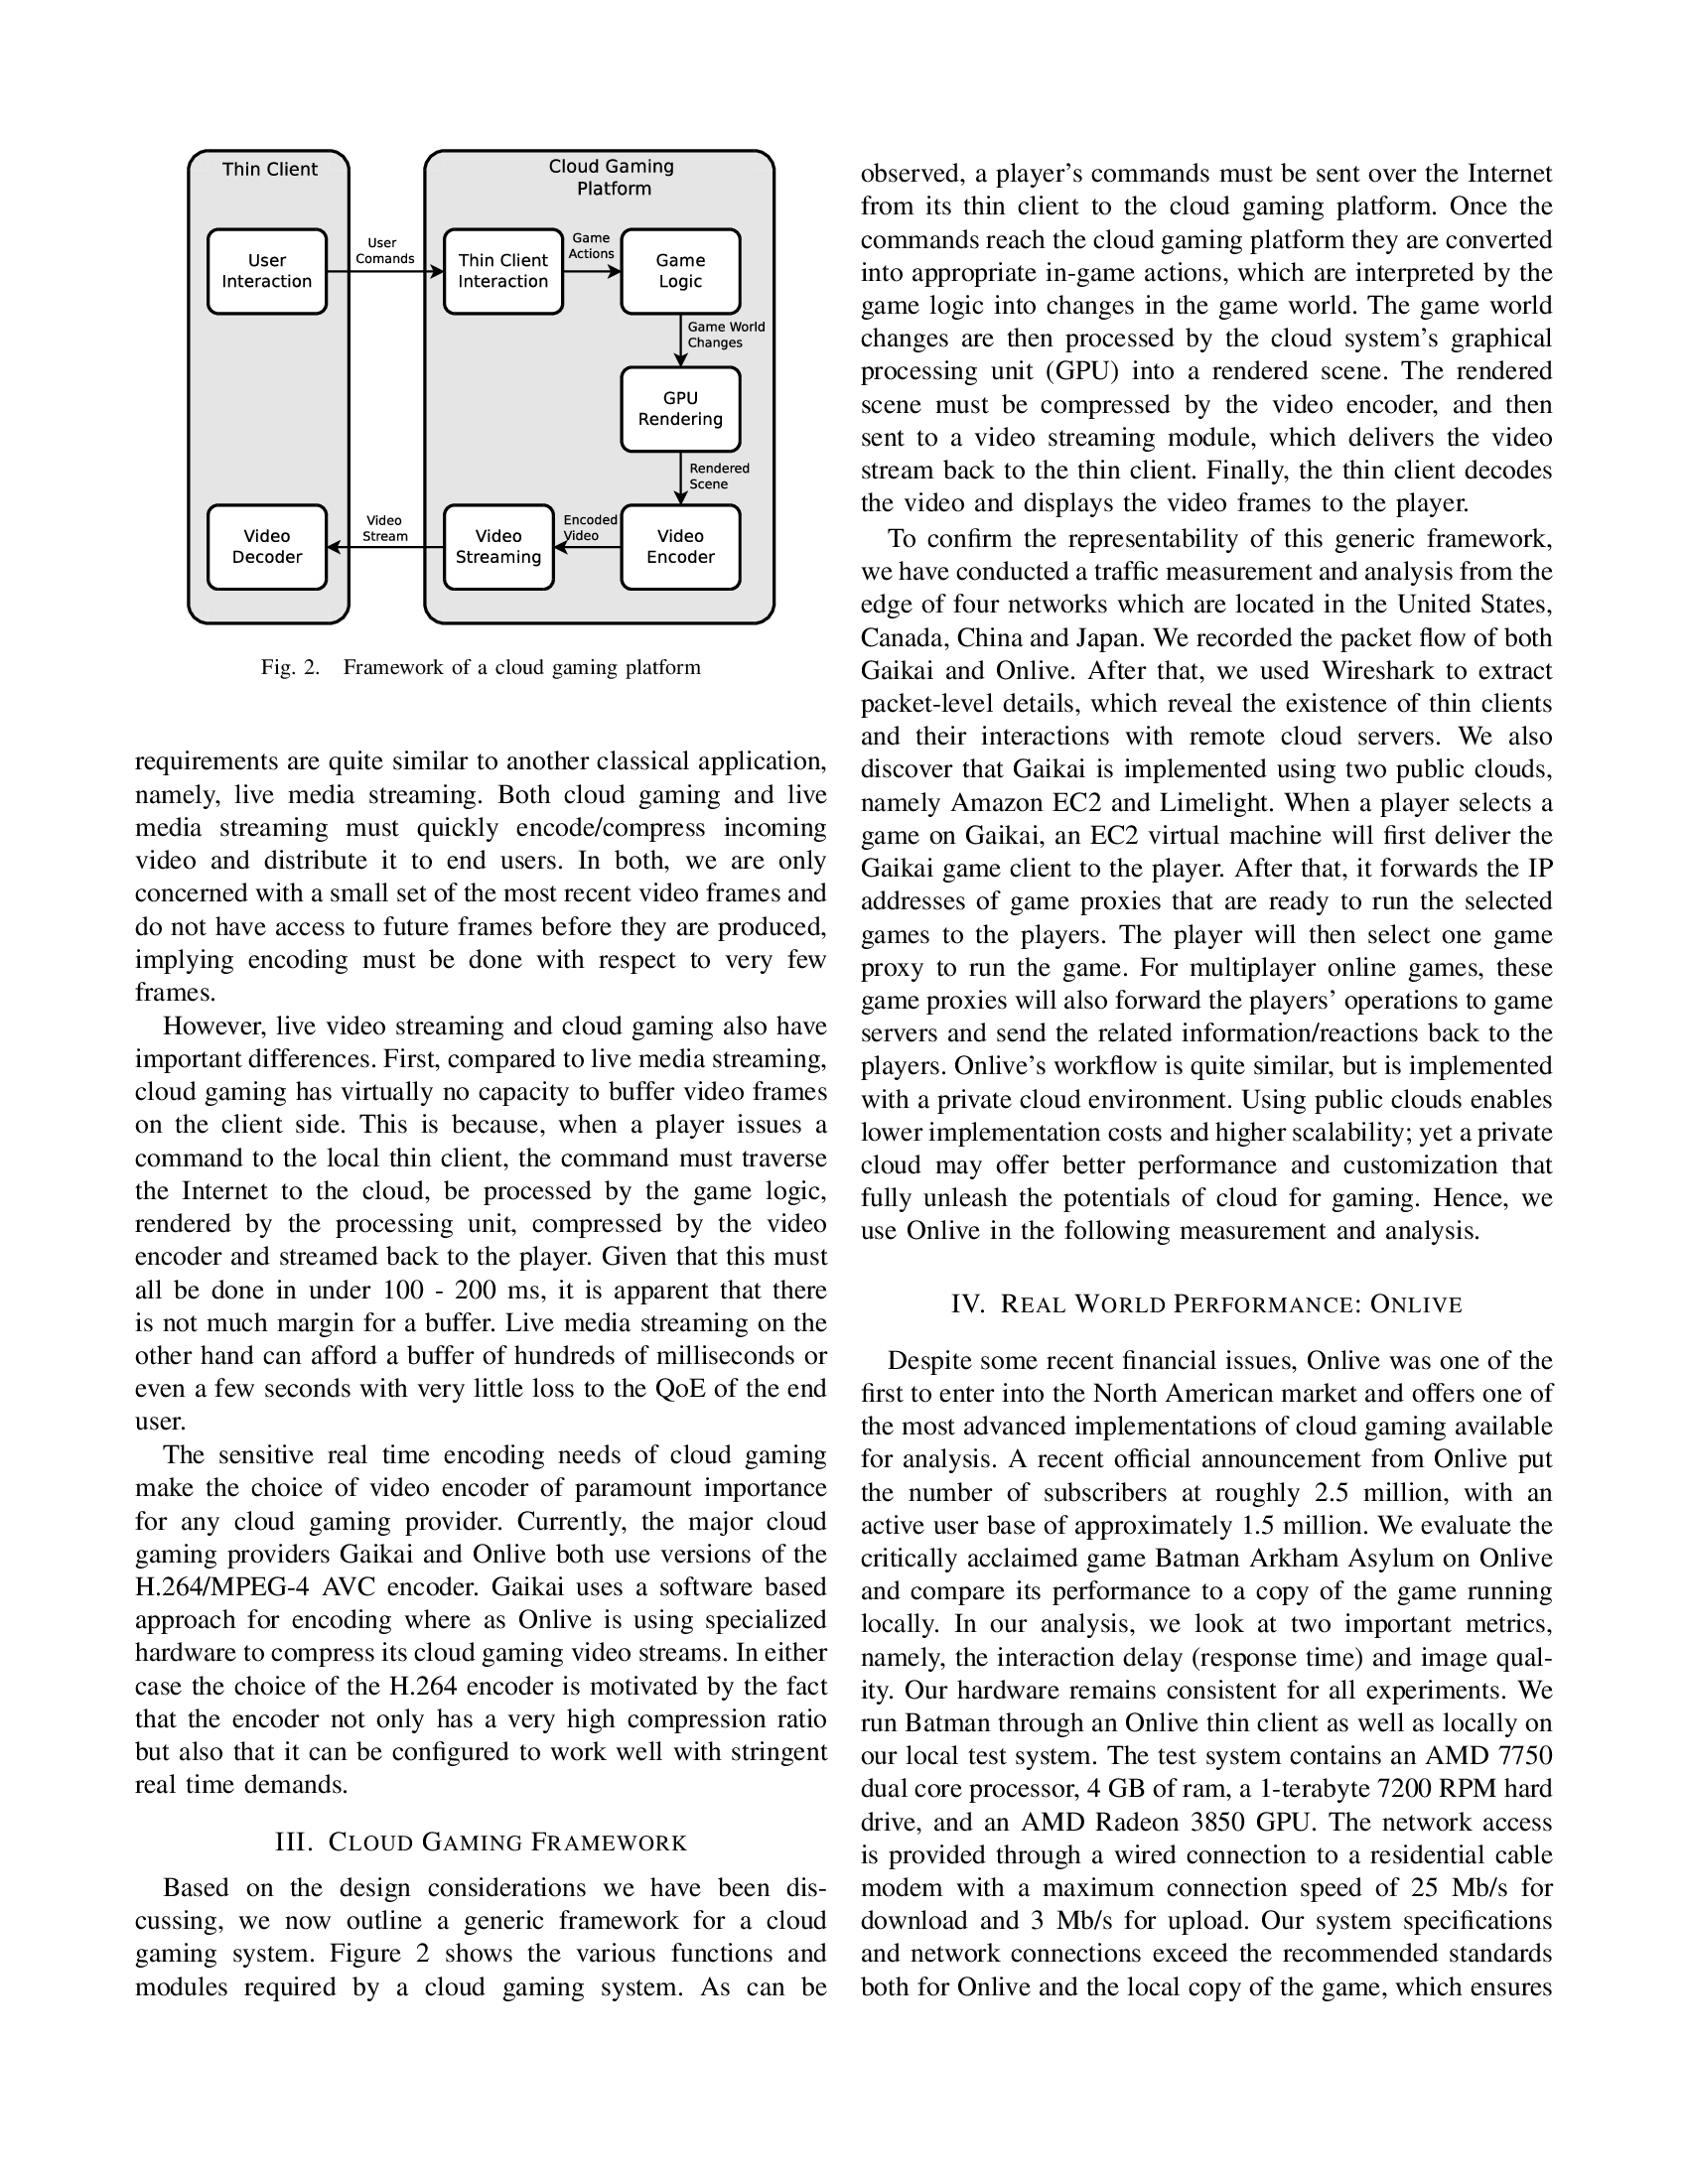 Thin Client
Cloud Gaming
Platform
User
Interaction
User
Comands
Thin Client
Interaction
Game
Actions
Game
Logic
Game World
Changes
GPU
Rendering
Rendered
Scene
Video
Decoder
Video
Stream
Video
Streaming
Encoded
Video
Video
Encoder
Fig. 2. Framework of a cloud gaming platform
requirements are quite similar to another classical application,
namely, live media streaming. Both cloud gaming and live
media streaming must quickly encode/compress incoming
video and distribute it to end users. In both, we are only
concerned with a small set of the most recent video frames and
do not have access to future frames before they are produced,
implying encoding must be done with respect to very few
frames.
However, live video streaming and cloud gaming also have
important differences. First, compared to live media streaming,
cloud gaming has virtually no capacity to buffer video frames
on the client side. This is because, when a player issues a
command to the local thin client, the command must traverse
the Internet to the cloud, be processed by the game logic,
rendered by the processing unit, compressed by the video
encoder and streamed back to the player. Given that this must
all be done in under 100 - 200 ms, it is apparent that there
is not much margin for a buffer. Live media streaming on the
other hand can afford a buffer of hundreds of milliseconds or
even a few seconds with very little loss to the QoE of the end
user.
The sensitive real time encoding needs of cloud gaming
make the choice of video encoder of paramount importance
for any cloud gaming provider. Currently, the major cloud
gaming providers Gaikai and Onlive both use versions of the
H.264/MPEG-4 AVC encoder. Gaikai uses a software based
approach for encoding where as Onlive is using specialized
hardware to compress its cloud gaming video streams. In either
case the choice of the H.264 encoder is motivated by the fact
that the encoder not only has a very high compression ratio
but also that it can be configured to work well with stringent
real time demands.
III. CLOUD GAMING FRAMEWORK
Based on the design considerations we have been dis-
cussing, we now outline a generic framework for a cloud
gaming system. Figure 2 shows the various functions and
modules required by a cloud gaming system. As can be
observed, a player's commands must be sent over the Internet
from its thin client to the cloud gaming platform. Once the
commands reach the cloud gaming platform they are converted
into appropriate in-game actions, which are interpreted by the
game logic into changes in the game world. The game world
changes are then processed by the cloud system's graphical
processing unit (GPU) into a rendered scene. The rendered
scene must be compressed by the video encoder, and then
sent to a video streaming module, which delivers the video
stream back to the thin client. Finally, the thin client decodes
the video and displays the video frames to the player.
To confirm the representability of this generic framework,
we have conducted a traffic measurement and analysis from the
edge of four networks which are located in the United States,
Canada, China and Japan. We recorded the packet flow of both
Gaikai and Onlive. After that, we used Wireshark to extract
packet-level details, which reveal the existence of thin clients
and their interactions with remote cloud servers. We also
discover that Gaikai is implemented using two public clouds,
namely Amazon EC2 and Limelight. When a player selects a
game on Gaikai, an EC2 virtual machine will first deliver the
Gaikai game client to the player. After that, it forwards the IP
addresses of game proxies that are ready to run the selected
games to the players. The player will then select one game
proxy to run the game. For multiplayer online games, these
game proxies will also forward the players' operations to game
servers and send the related information/reactions back to the
players. Onlive's workflow is quite similar, but is implemented
with a private cloud environment. Using public clouds enables
lower implementation costs and higher scalability; yet a private
cloud may offer better performance and customization that
fully unleash the potentials of cloud for gaming. Hence, we
use Onlive in the following measurement and analysis.
IV. REAL WORLD PERFORMANCE: ONLIVE
Despite some recent financial issues, Onlive was one of the
first to enter into the North American market and offers one of
the most advanced implementations of cloud gaming available
for analysis. A recent official announcement from Onlive put
the number of subscribers at roughly 2.5 million, with an
active user base of approximately 1.5 million. We evaluate the
critically acclaimed game Batman Arkham Asylum on Onlive
and compare its performance to a copy of the game running
locally. In our analysis, we look at two important metrics,
namely, the interaction delay (response time) and image qual-
ity. Our hardware remains consistent for all experiments. We
run Batman through an Onlive thin client as well as locally on
our local test system. The test system contains an AMD 7750
dual core processor, 4 GB of ram, a 1-terabyte 7200 RPM hard
drive, and an AMD Radeon 3850 GPU. The network access
is provided through a wired connection to a residential cable
modem with a maximum connection speed of 25 Mb/s for
download and 3 Mb/s for upload. Our system specifications
and network connections exceed the recommended standards
both for Onlive and the local copy of the game, which ensures